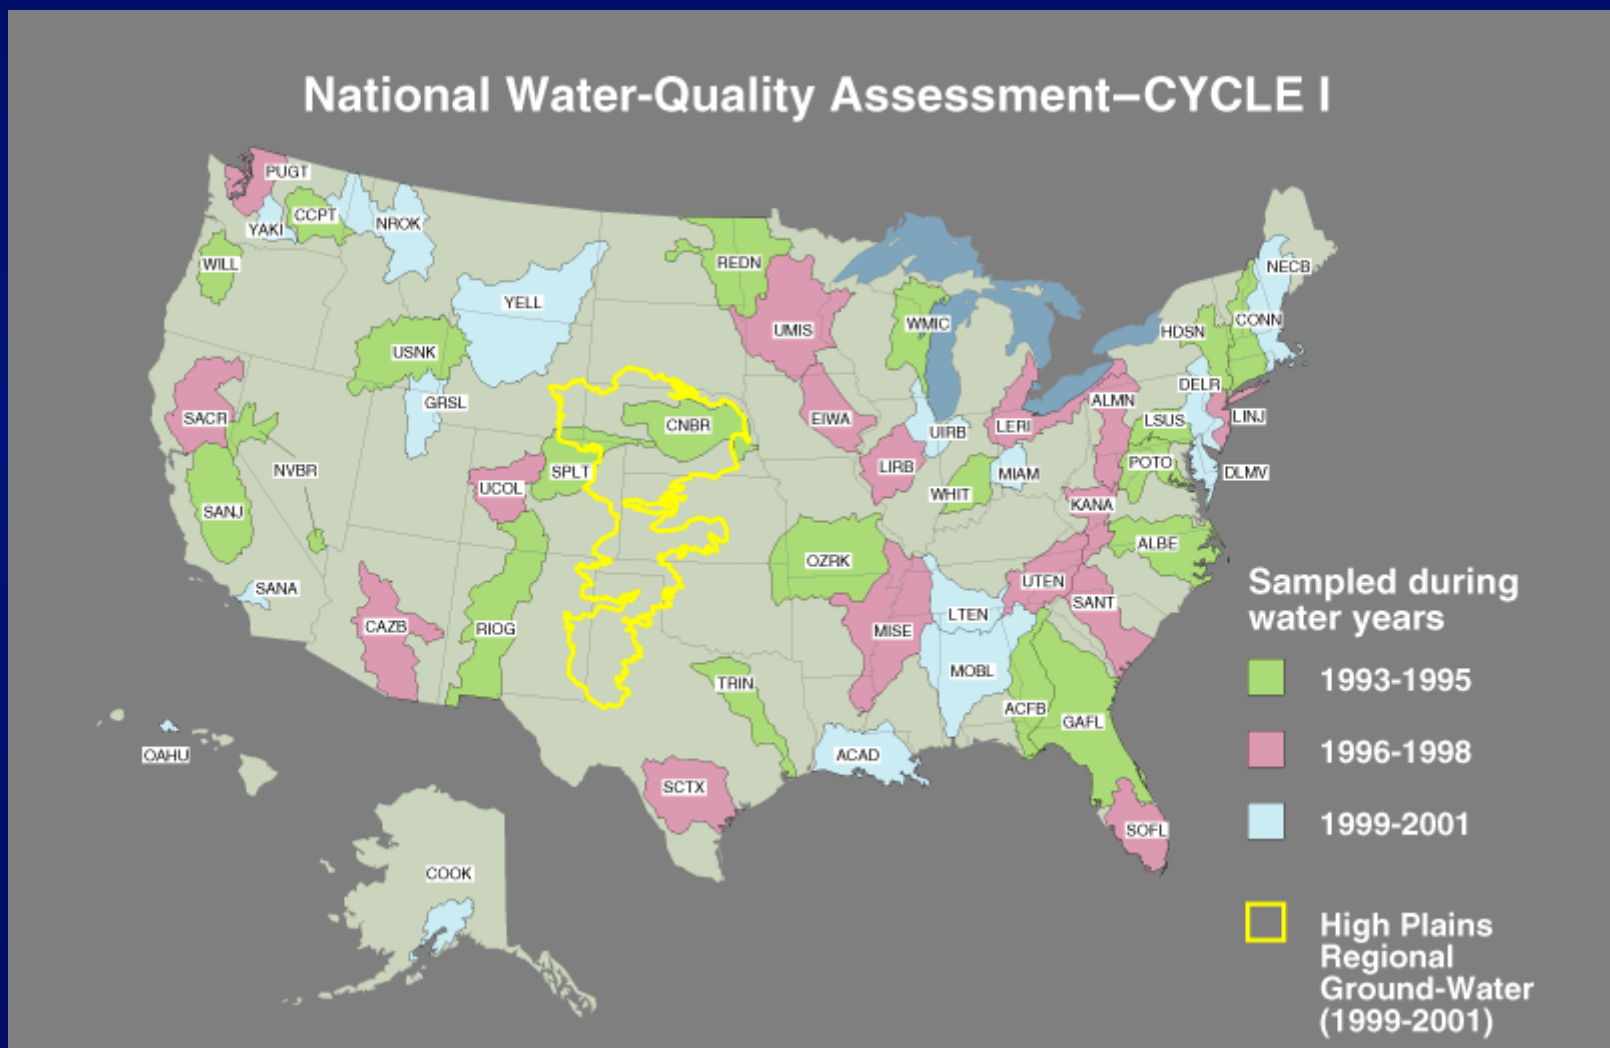 National Water-Quality Assessment–CYCLE I
PUGT
CCPT
YAKI
NROK
WILL
REDN
NECB
YELL
UMIS
WMIC
HDSN
CONN
USNK
DELR
GRSL
ALMN
SACR
EIWA
LERI
LSUS
LINJ
CNBR
UIRB
NVBR
SPLT
LIRB
MIAM
POTO
DLMV
UCOL
WHIT
KANA
SANJ
ALBE
OZRK
SANA
UTEN
SANT
CAZB
RIOG
MISE
LTEN
MOBL
TRIN
ACFB
GAFL
OAHU
ACAD
SCTX
SOFL
COOK
Sampled during
water years
1993-1995
1996-1998
1999-2001
High Plains
Regional
Ground-Water
(1999-2001)